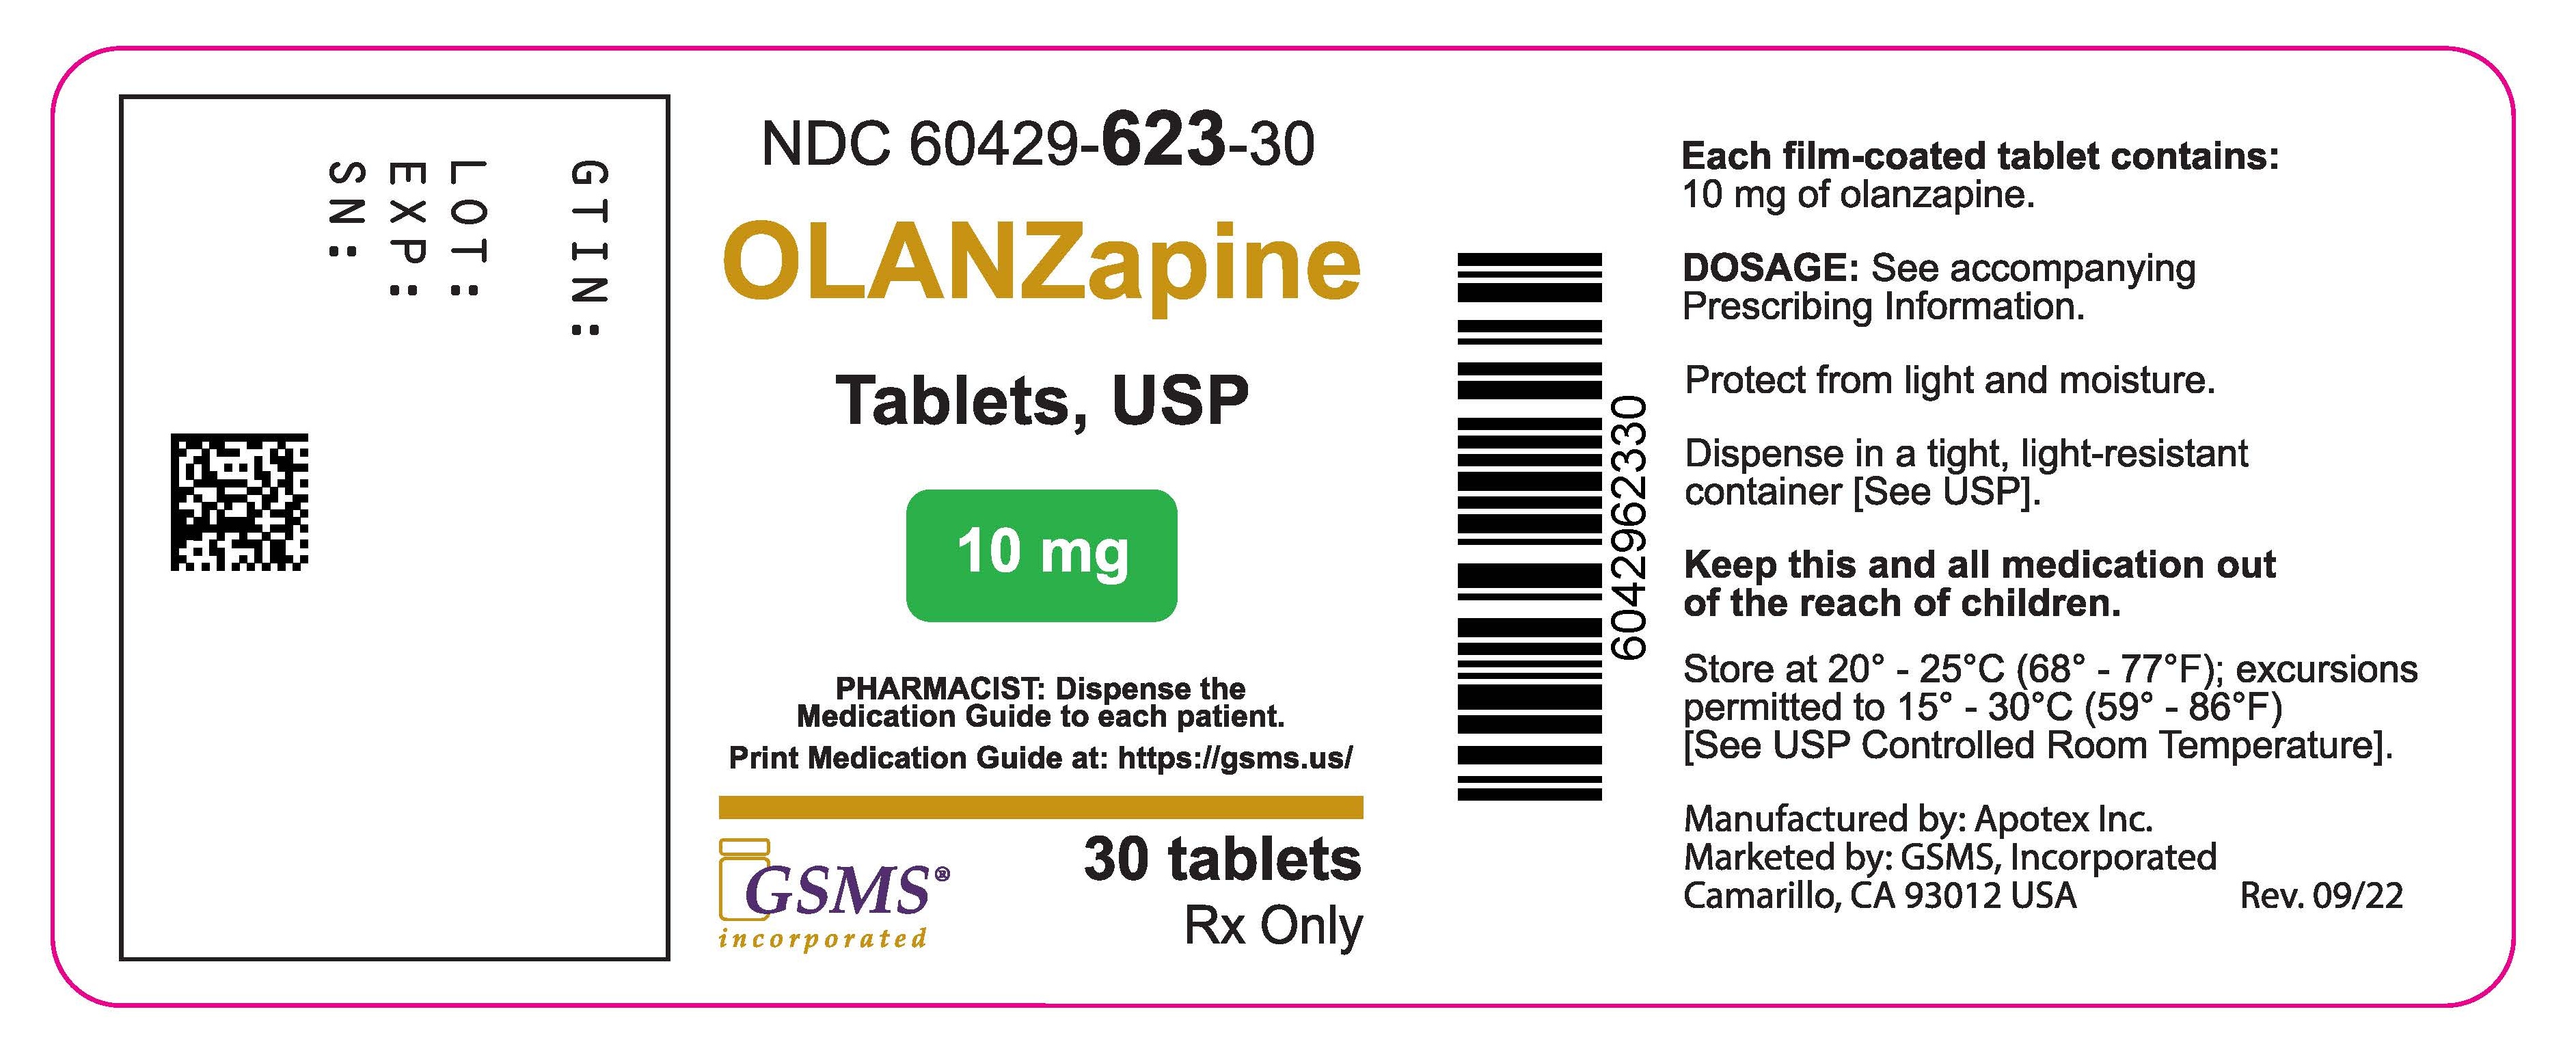 GTIN:
LOT:
EXP:
SN:
NDC 60429-623-30
OLANZapine
Tablets, USP
10 mg
PHARMACIST: Dispense the
Medication Guide to each patient.
Print Medication Guide at: https://gsms.us/
GSMS®
incorporated
30 tablets
Rx Only
6042962330
Each film-coated tablet contains:
10 mg of olanzapine.
DOSAGE: See accompanying
Prescribing Information.
Protect from light and moisture.
Dispense in a tight, light-resistant
container [See USP].
Keep this and all medication out
of the reach of children.
Store at 20° - 25°C (68° - 77°F); excursions
permitted to 15° - 30°C (59° - 86°F)
[See USP Controlled Room Temperature].
Manufactured by: Apotex Inc.
Marketed by: GSMS, Incorporated
Camarillo, CA 93012 USA Rev. 09/22